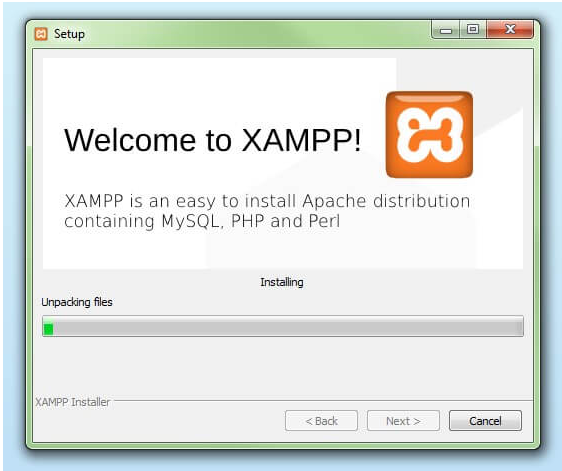 Setup
Welcome to XAMPP!
XAMPP is an easy to install Apache distribution
containing MySQL, PHP and Perl
Installing
Unpacking files
XAMPP Installer
< Back
Next >
Cancel